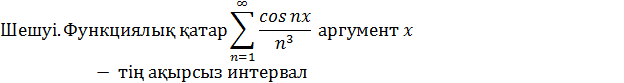 Шешуі. Функциялық қатар ∑_{n=1}^{∞} cos nx / n³ аргумент x
− тің ақырсыз интервал